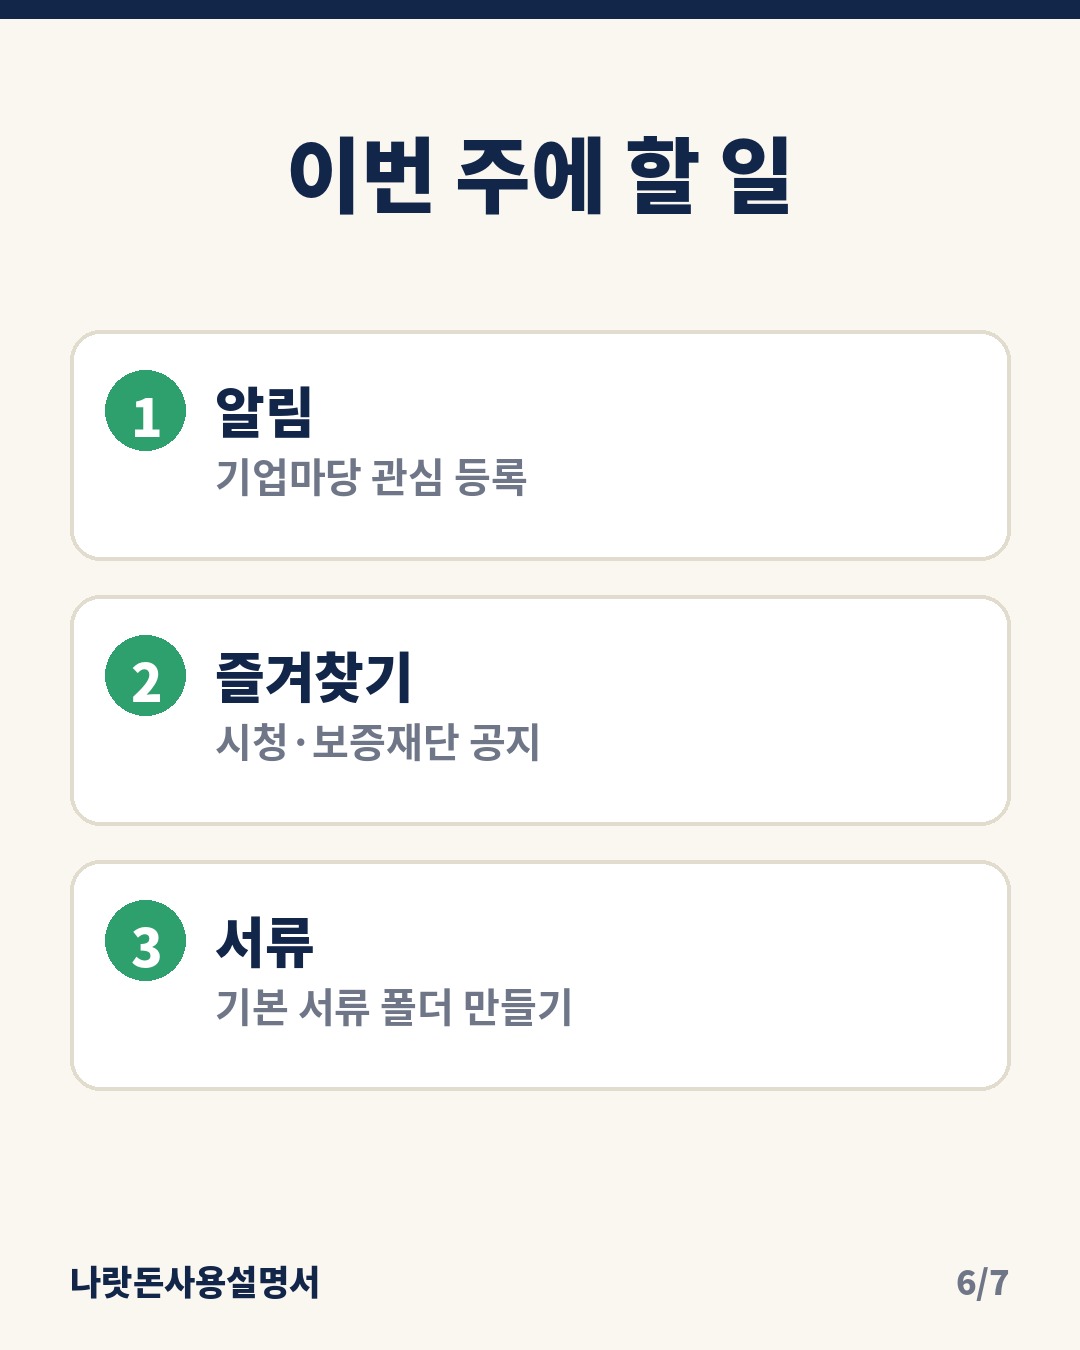 이번 주에 할 일
1 알림
기업마당 관심 등록
2 즐겨찾기
시청·보증재단 공지
3 서류
기본 서류 폴더 만들기
나랏돈사용설명서 6/7